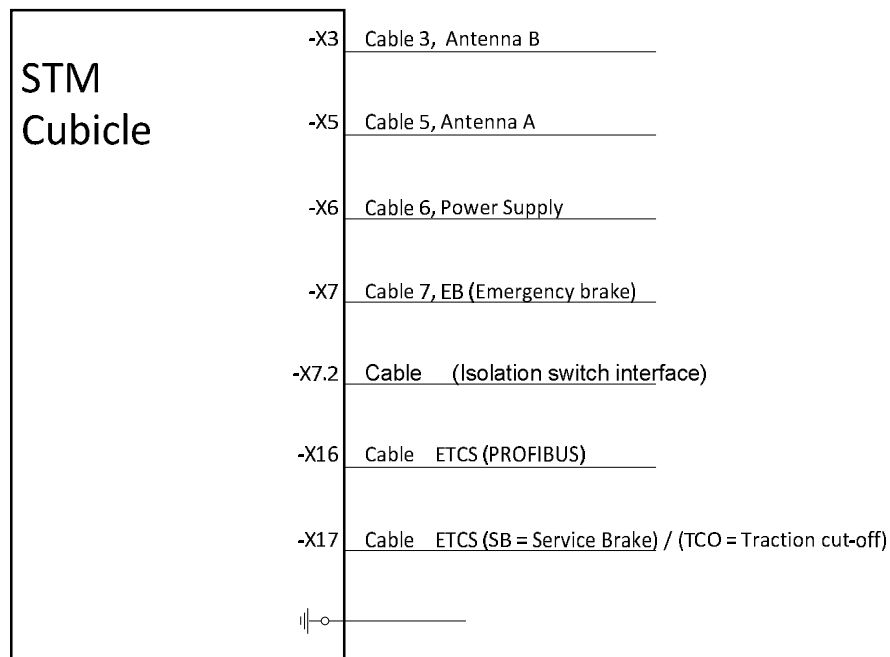 STM
Cubicle
-X3 Cable 3, Antenna B
-X5 Cable 5, Antenna A
-X6 Cable 6, Power Supply
-X7 Cable 7, EB (Emergency brake)
-X7.2 Cable (Isolation switch interface)
-X16 Cable ETCS (PROFIBUS)
-X17 Cable ETCS (SB = Service Brake) / (TCO = Traction cut-off)